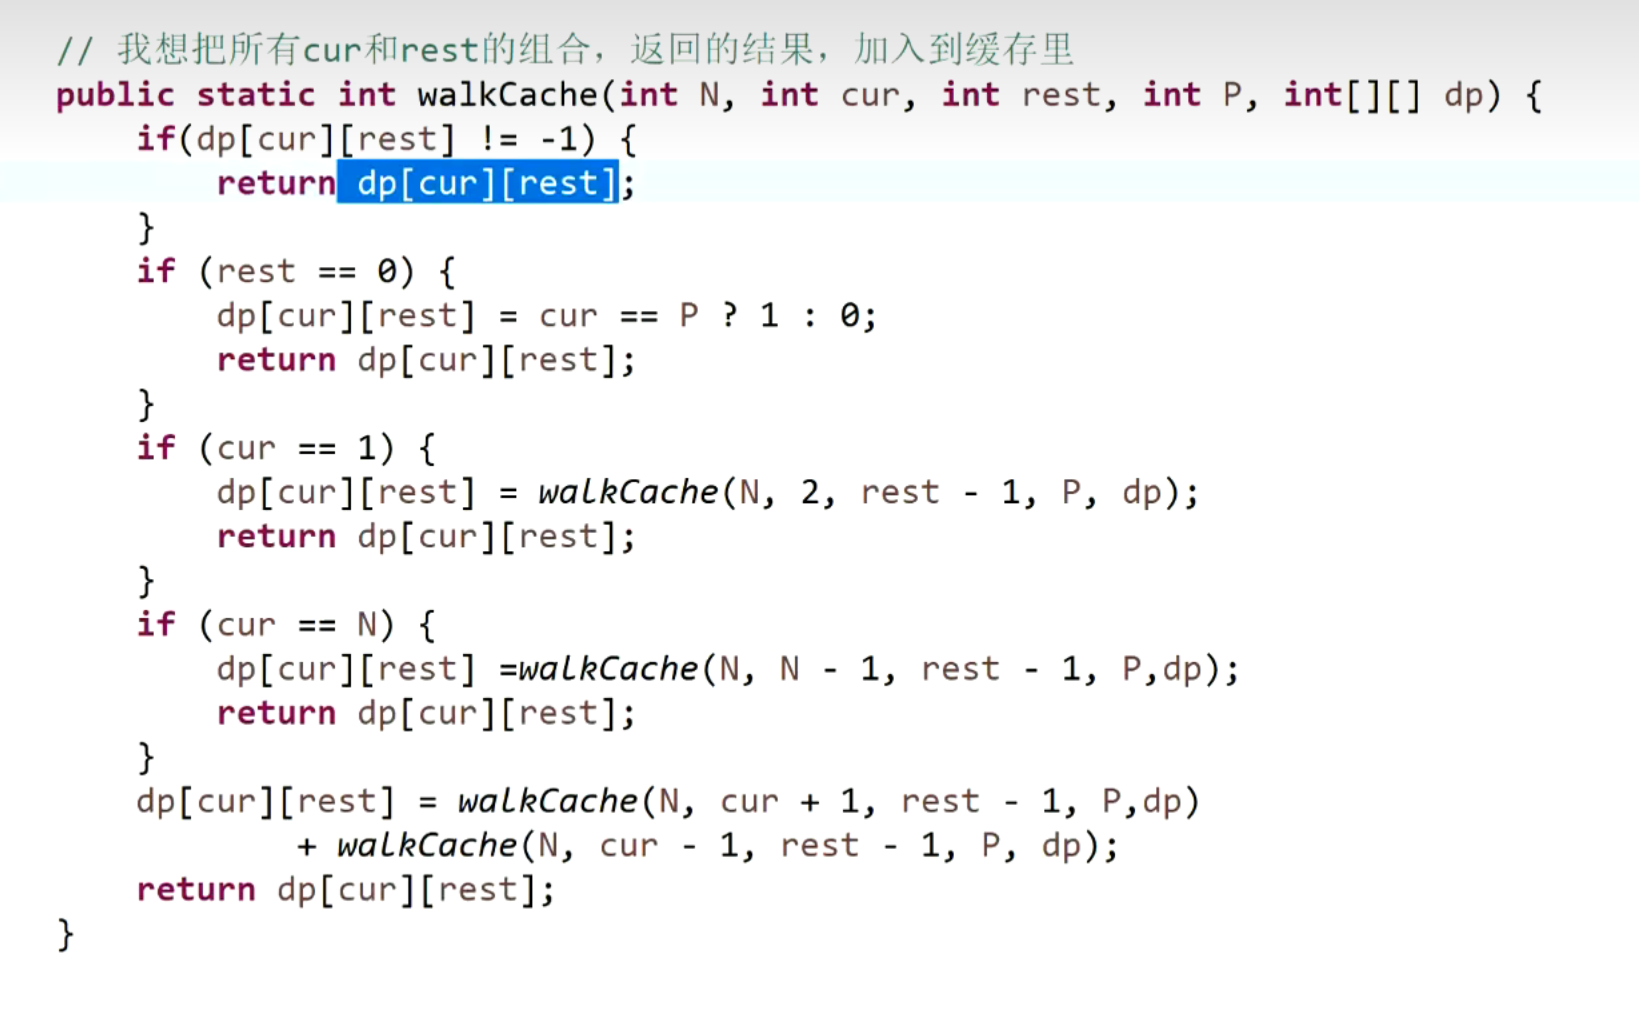 // 我想把所有cur和rest的组合，返回的结果，加入到缓存里
public static int walkCache(int N, int cur, int rest, int P, int[][] dp) {
if(dp[cur][rest] != -1) {
return dp[cur][rest];
}
if (rest == 0) {
dp[cur][rest] = cur == P ? 1 : 0;
return dp[cur][rest];
}
if (cur == 1) {
dp[cur][rest] = walkCache(N, 2, rest - 1, P, dp);
return dp[cur][rest];
}
if (cur == N) {
dp[cur][rest] =walkCache(N, N - 1, rest - 1, P,dp);
return dp[cur][rest];
}
dp[cur][rest] = walkCache(N, cur + 1, rest - 1, P,dp)
+ walkCache(N, cur - 1, rest - 1, P, dp);
return dp[cur][rest];
}